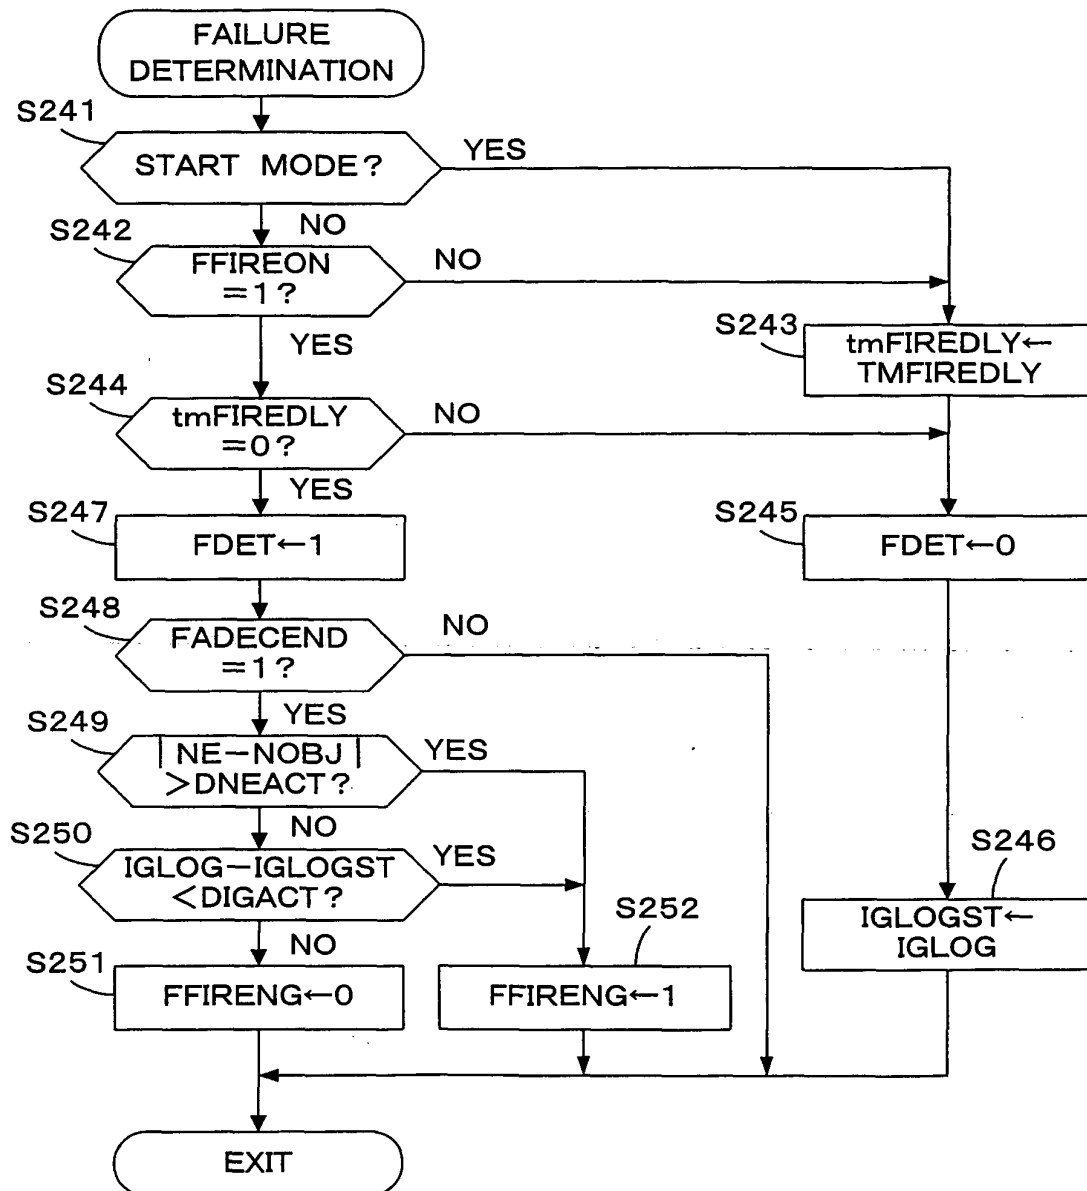 FAILURE
DETERMINATION
S241
START MODE?
YES
NO
S242
FFIREON
=1?
NO
YES
S243
tmFIREDLY←
TMFIREDLY
S244
tmFIREDLY
=0?
NO
YES
S247
FDET←1
S245
FDET←0
S248
FADECEND
=1?
NO
YES
S249
|NE-NOBJ|
>DNEACT?
YES
NO
S250
IGLOG-IGLOGST
<DIGACT?
YES
NO
S246
IGLOGST←
IGLOG
S251
FFIRENG←0
S252
FFIRENG←1
EXIT